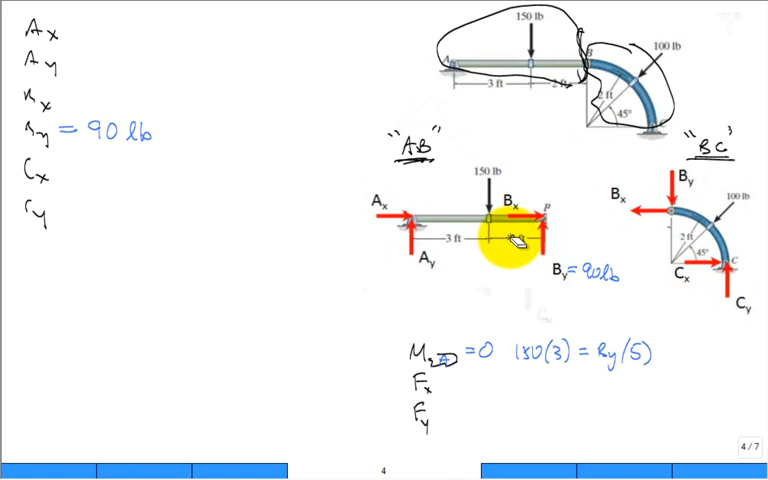 Ax
Ay
Bx
By = 90 lb
Cx
Cy
150 lb
A
B
100 lb
3 ft
2 ft
2 ft
45°
C
"AB"
150 lb
Ax
Bx
B
3 ft
ft
Ay
By = 90 lb
"BC"
By
Bx
100 lb
2 ft
45°
C
Cx
Cy
M@A = 0 150(3) = By(5)
Fx
Fy
4 / 7
4